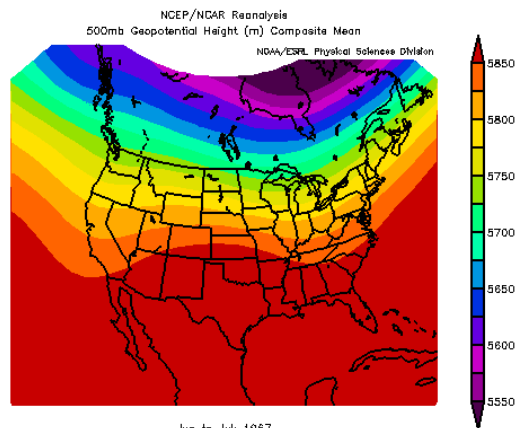 NCEP/NCAR Reanalysis
500mb Geopotential Height (m) Composite Mean
NOAA/ESRL Physical Sciences Division
5850
5800
5750
5700
5650
5600
5550